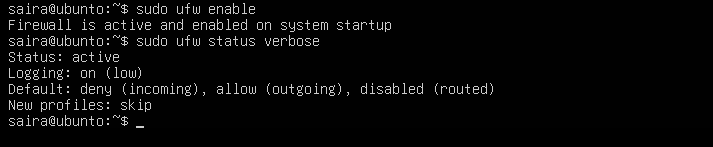 saira@ubunto:~$ sudo ufw enable
Firewall is active and enabled on system startup
saira@ubunto:~$ sudo ufw status verbose
Status: active
Logging: on (low)
Default: deny (incoming), allow (outgoing), disabled (routed)
New profiles: skip
saira@ubunto:~$ _